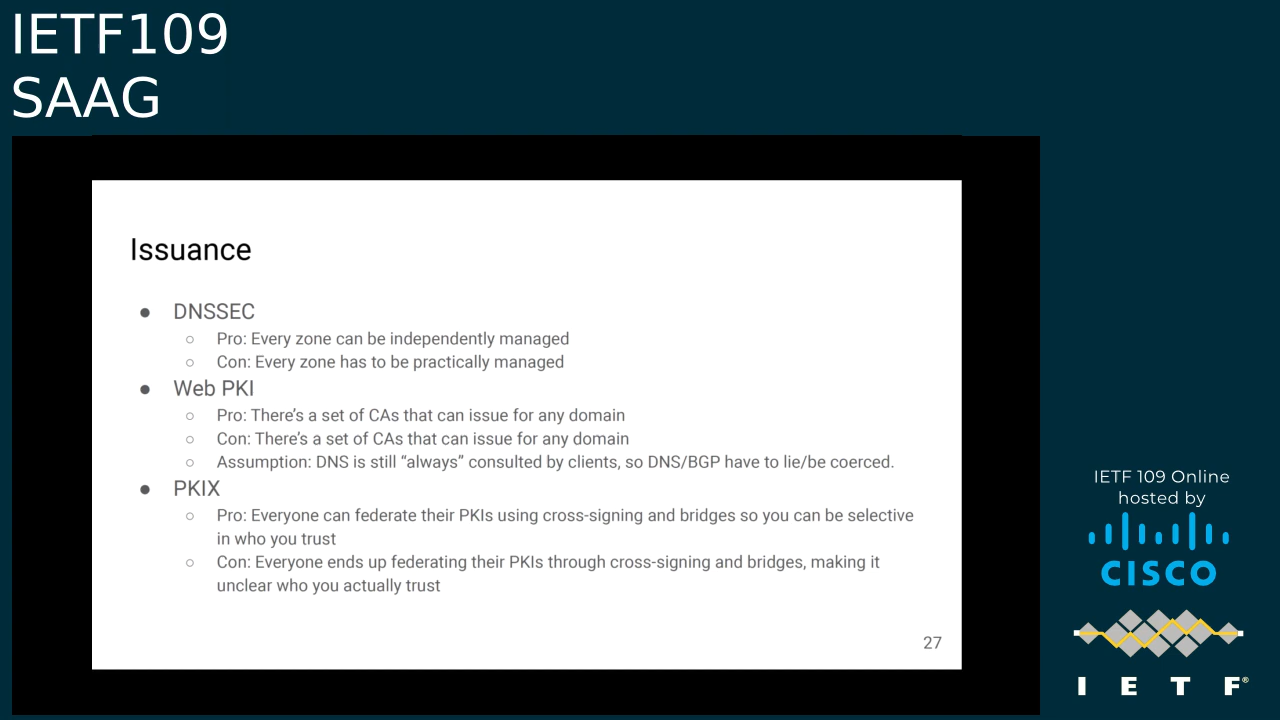 IETF109
SAAG
Issuance
● DNSSEC
○ Pro: Every zone can be independently managed
○ Con: Every zone has to be practically managed
● Web PKI
○ Pro: There’s a set of CAs that can issue for any domain
○ Con: There’s a set of CAs that can issue for any domain
○ Assumption: DNS is still “always” consulted by clients, so DNS/BGP have to lie/be coerced.
● PKIX
○ Pro: Everyone can federate their PKIs using cross-signing and bridges so you can be selective
in who you trust
○ Con: Everyone ends up federating their PKIs through cross-signing and bridges, making it
unclear who you actually trust
27
IETF 109 Online
hosted by
CISCO
I E T F®